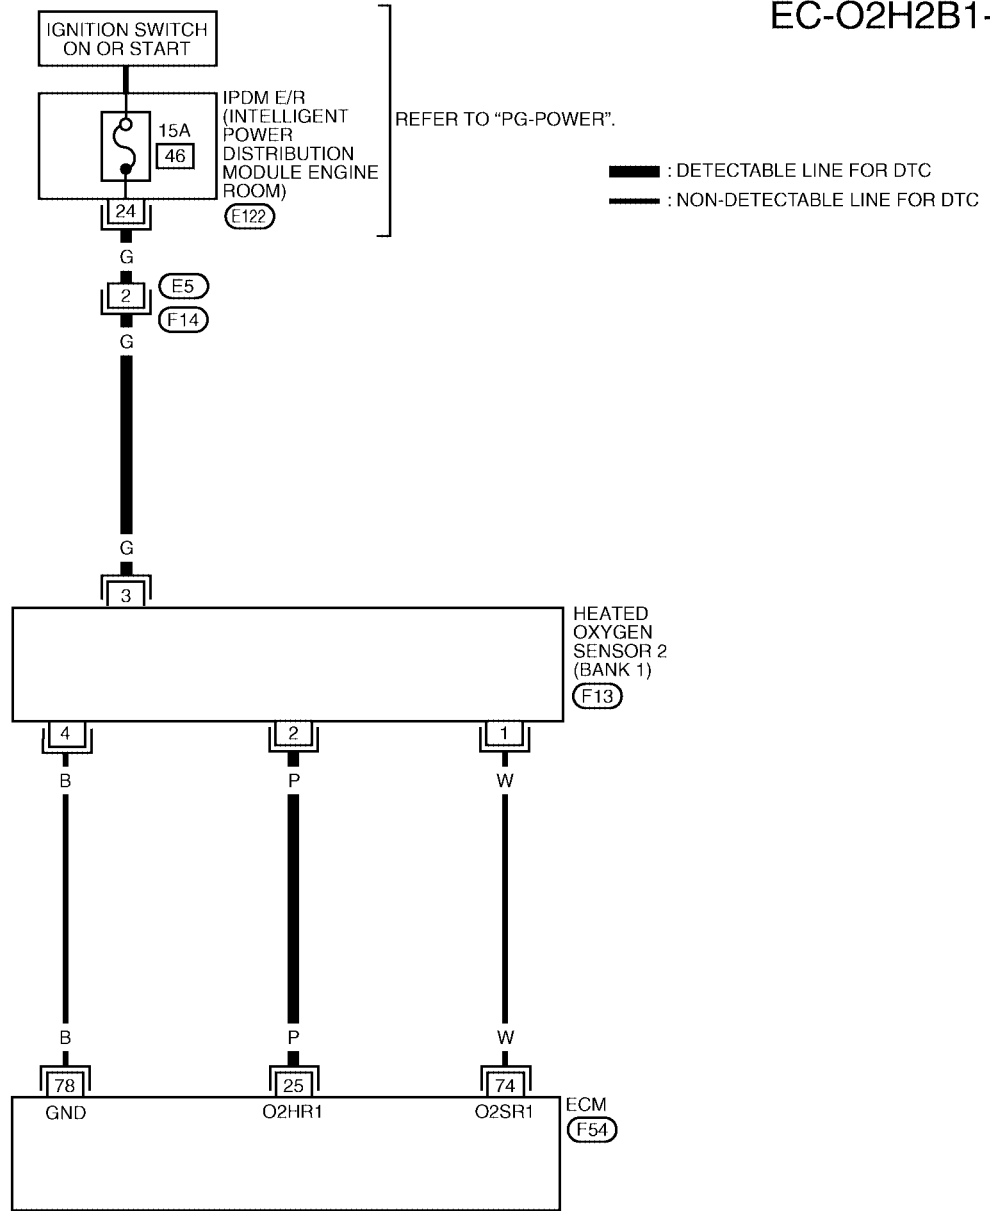 EC-O2H2B1-
IGNITION SWITCH
ON OR START
IPDM E/R
(INTELLIGENT
POWER
DISTRIBUTION
MODULE ENGINE
ROOM)
E122
15A
46
REFER TO “PG-POWER”.
: DETECTABLE LINE FOR DTC
: NON-DETECTABLE LINE FOR DTC
24
G
2
E5
F14
G
G
3
HEATED
OXYGEN
SENSOR 2
(BANK 1)
F13
4 2 1
B P W
B P W
78 25 74
GND O2HR1 O2SR1
ECM
F54